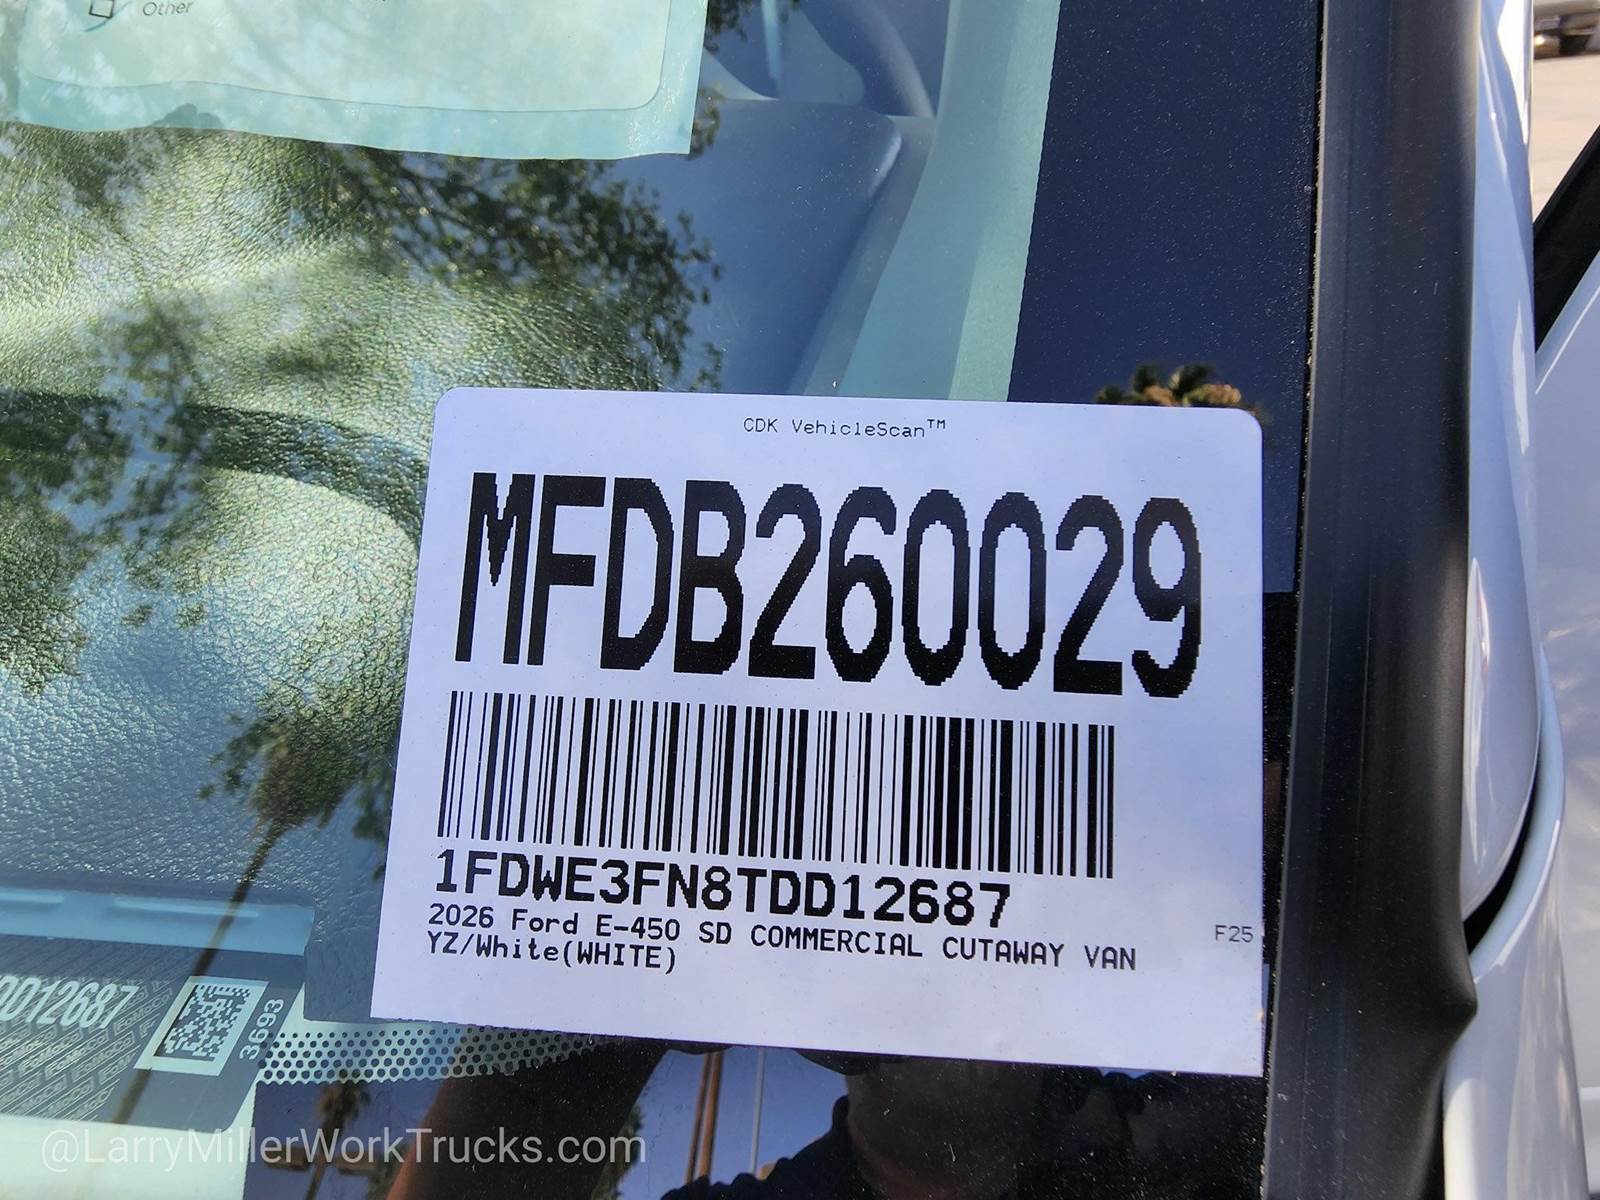 Other
CDK VehicleScan™
MFDB260029
1FDWE3FN8TDD12687
2026 Ford E-450 SD COMMERCIAL CUTAWAY VAN
YZ/White(WHITE)
F25
DD12687
3693
@LarryMillerWorkTrucks.com